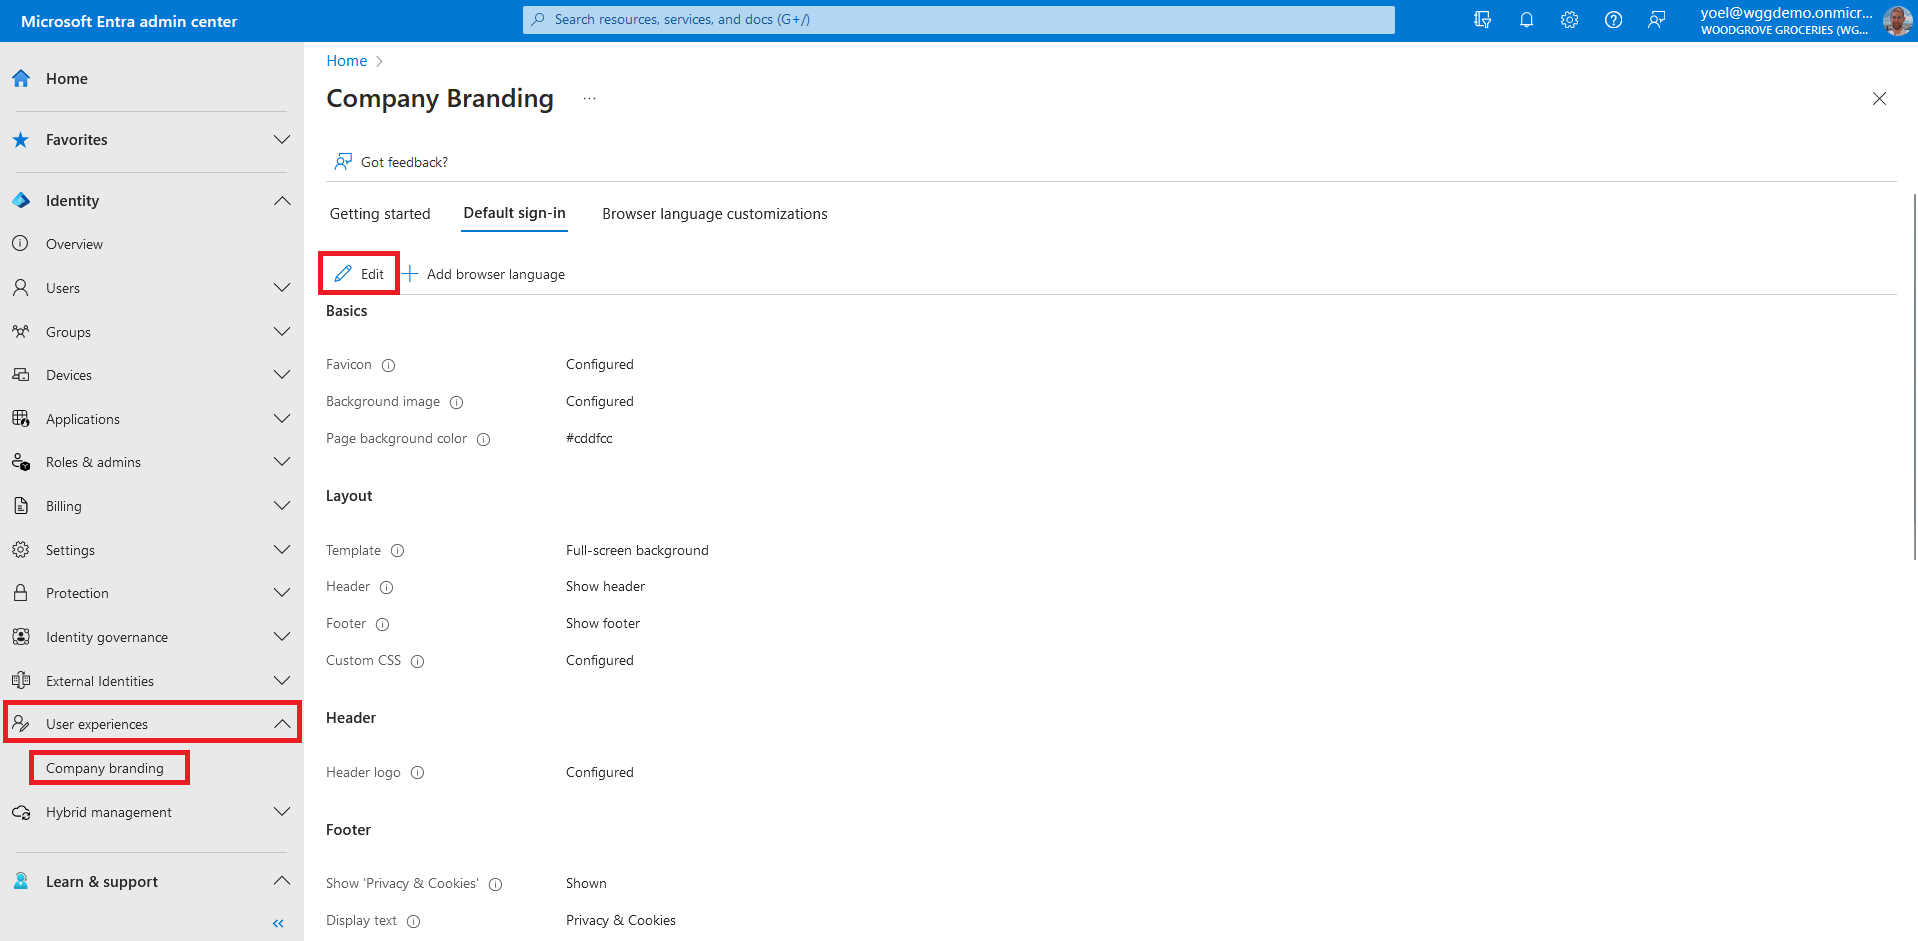 Microsoft Entra admin center
Search resources, services, and docs (G+/)
yoel@wggdemo.onmicr...
WOODGROVE GROCERIES (WG...
Home
Favorites
Identity
Overview
Users
Groups
Devices
Applications
Roles & admins
Billing
Settings
Protection
Identity governance
External Identities
User experiences
Company branding
Hybrid management
Learn & support
Home
Company Branding
Got feedback?
Getting started Default sign-in Browser language customizations
Edit Add browser language
Basics
Favicon Configured
Background image Configured
Page background color #cddfcc
Layout
Template Full-screen background
Header Show header
Footer Show footer
Custom CSS Configured
Header
Header logo Configured
Footer
Show 'Privacy & Cookies' Shown
Display text Privacy & Cookies